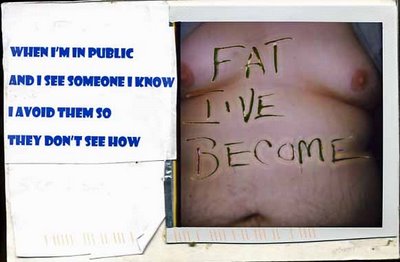 WHEN I'M IN PUBLIC
AND I SEE SOMEONE I KNOW
I AVOID THEM SO
THEY DON'T SEE HOW
FAT
I'VE
BECOME